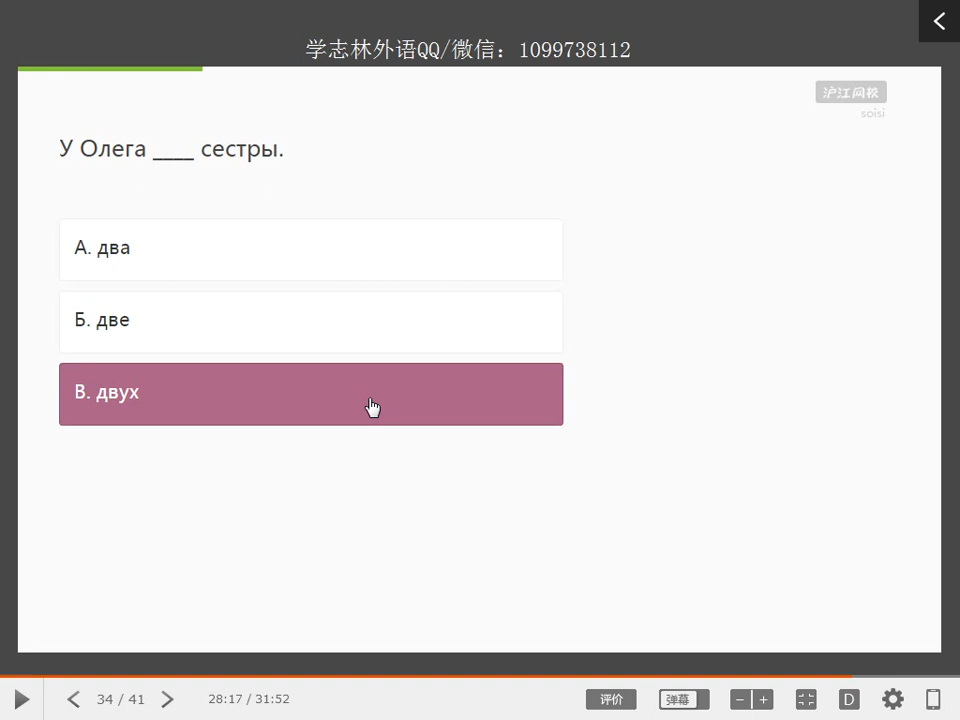 学志林外语QQ/微信：1099738112
沪江网校
soisi
У Олега ____ сестры.
А. два
Б. две
В. двух
34 / 41
28:17 / 31:52
评价
弹幕
D